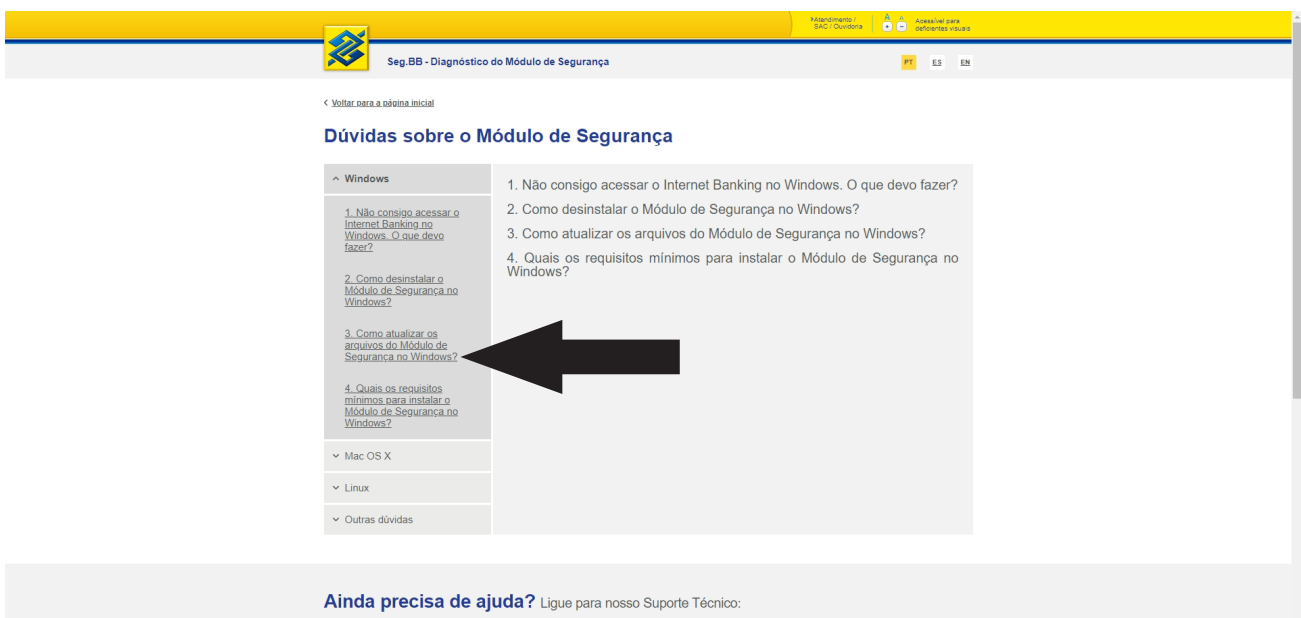 ›Atendimento /
SAC / Ouvidoria
A A
+ −
Acessível para
deficientes visuais
Seg.BB - Diagnóstico do Módulo de Segurança
PT ES EN
Voltar para a página inicial
Dúvidas sobre o Módulo de Segurança
Windows
1. Não consigo acessar o
Internet Banking no
Windows. O que devo
fazer?
2. Como desinstalar o
Módulo de Segurança no
Windows?
3. Como atualizar os
arquivos do Módulo de
Segurança no Windows?
4. Quais os requisitos
mínimos para instalar o
Módulo de Segurança no
Windows?
Mac OS X
Linux
Outras dúvidas
1. Não consigo acessar o Internet Banking no Windows. O que devo fazer?
2. Como desinstalar o Módulo de Segurança no Windows?
3. Como atualizar os arquivos do Módulo de Segurança no Windows?
4. Quais os requisitos mínimos para instalar o Módulo de Segurança no
Windows?
Ainda precisa de ajuda? Ligue para nosso Suporte Técnico: